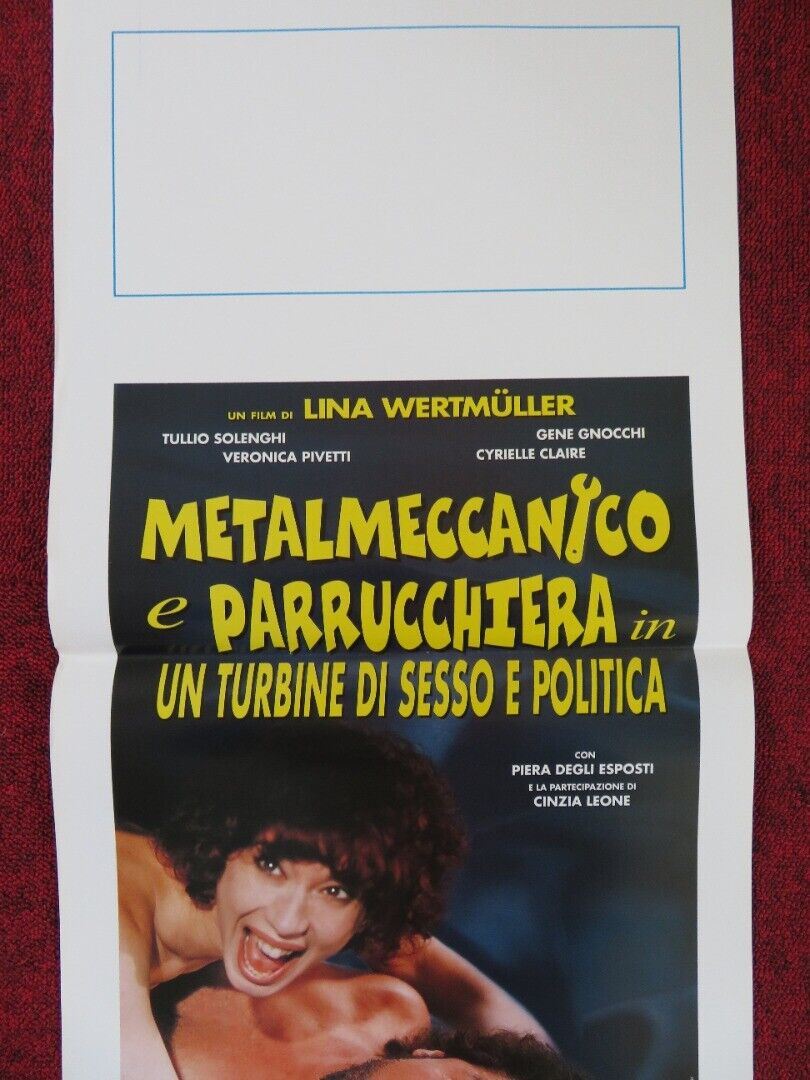 UN FILM DI LINA WERTMÜLLER
TULLIO SOLENGHI GENE GNOCCHI
VERONICA PIVETTI CYRIELLE CLAIRE
METALMECCANICO
e PARRUCCHIERA in
UN TURBINE DI SESSO E POLITICA
CON
PIERA DEGLI ESPOSTI
E LA PARTECIPAZIONE DI
CINZIA LEONE